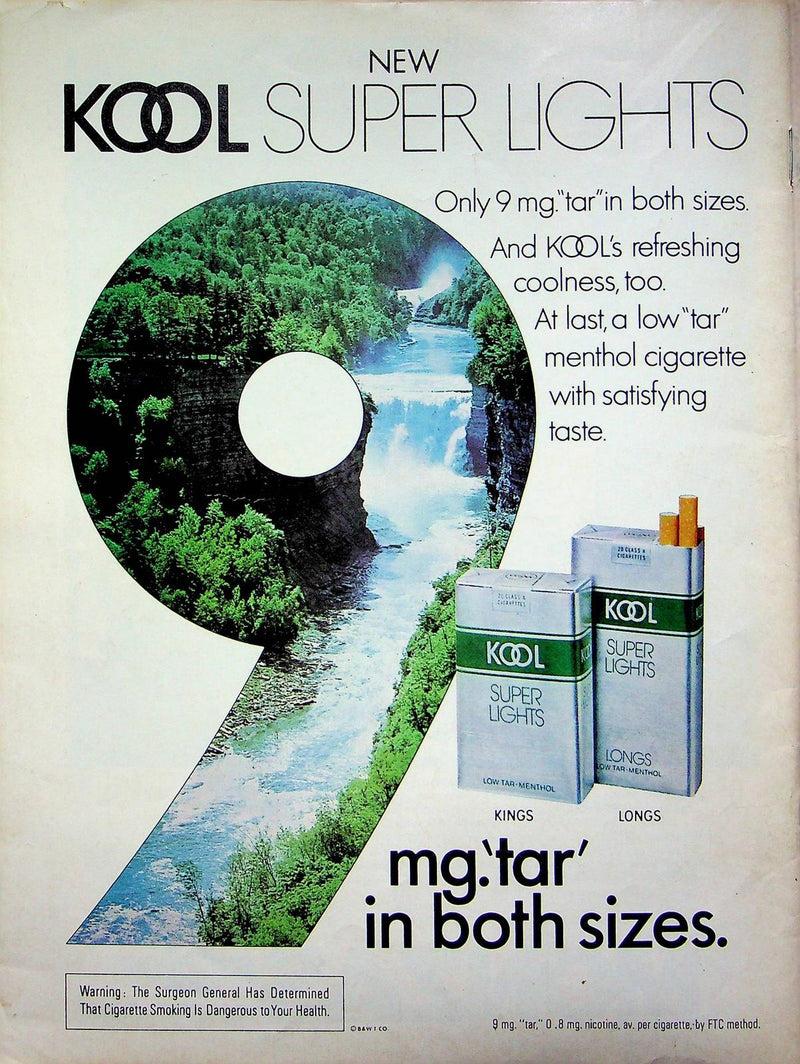 NEW
KOOL SUPER LIGHTS
Only 9 mg. "tar" in both sizes.
And KOOL's refreshing
coolness, too.
At last, a low "tar"
menthol cigarette
with satisfying
taste.
9
20 CLASS A
CIGARETTES
KOOL
SUPER
LIGHTS
LONGS
LOW TAR-MENTHOL
20 CLASS A
CIGARETTES
KOOL
SUPER
LIGHTS
LOW TAR-MENTHOL
KINGS
LONGS
mg. 'tar'
in both sizes.
Warning: The Surgeon General Has Determined
That Cigarette Smoking Is Dangerous to Your Health.
© B&W T CO.
9 mg. "tar," 0.8 mg. nicotine, av. per cigarette, by FTC method.